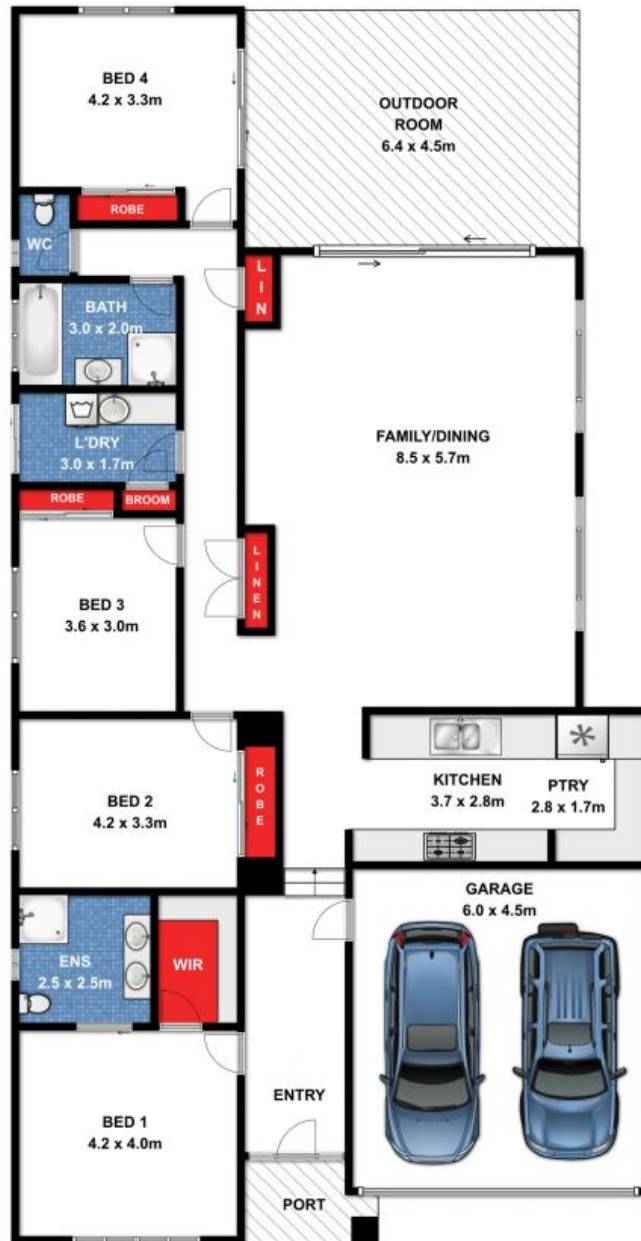 BED 4
4.2 x 3.3m
OUTDOOR
ROOM
6.4 x 4.5m
ROBE
WC
LIN
BATH
3.0 x 2.0m
FAMILY/DINING
8.5 x 5.7m
L'DRY
3.0 x 1.7m
ROBE
BROOM
LINEN
BED 3
3.6 x 3.0m
BED 2
4.2 x 3.3m
ROBE
KITCHEN
3.7 x 2.8m
PTRY
2.8 x 1.7m
GARAGE
6.0 x 4.5m
ENS
2.5 x 2.5m
WIR
ENTRY
BED 1
4.2 x 4.0m
PORT